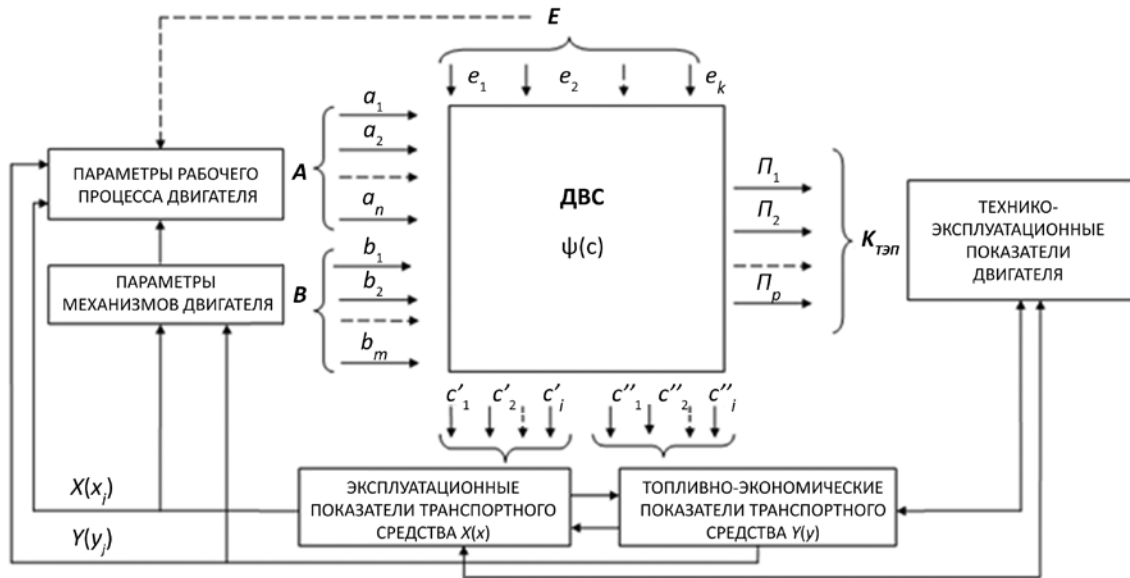 E
e1 e2 ek
a1
a2
an
A
ПАРАМЕТРЫ РАБОЧЕГО
ПРОЦЕССА ДВИГАТЕЛЯ
ПАРАМЕТРЫ
МЕХАНИЗМОВ ДВИГАТЕЛЯ
B
b1
b2
bm
ДВС
ψ(c)
П1
П2
Пp
KТЭП
ТЕХНИКО-
ЭКСПЛУАТАЦИОННЫЕ
ПОКАЗАТЕЛИ
ДВИГАТЕЛЯ
c′1 c′2 c′i c″1 c″2 c″i
X(xi)
Y(yj)
ЭКСПЛУАТАЦИОННЫЕ
ПОКАЗАТЕЛИ ТРАНСПОРТНОГО
СРЕДСТВА X(x)
ТОПЛИВНО-ЭКОНОМИЧЕСКИЕ
ПОКАЗАТЕЛИ ТРАНСПОРТНОГО
СРЕДСТВА Y(y)